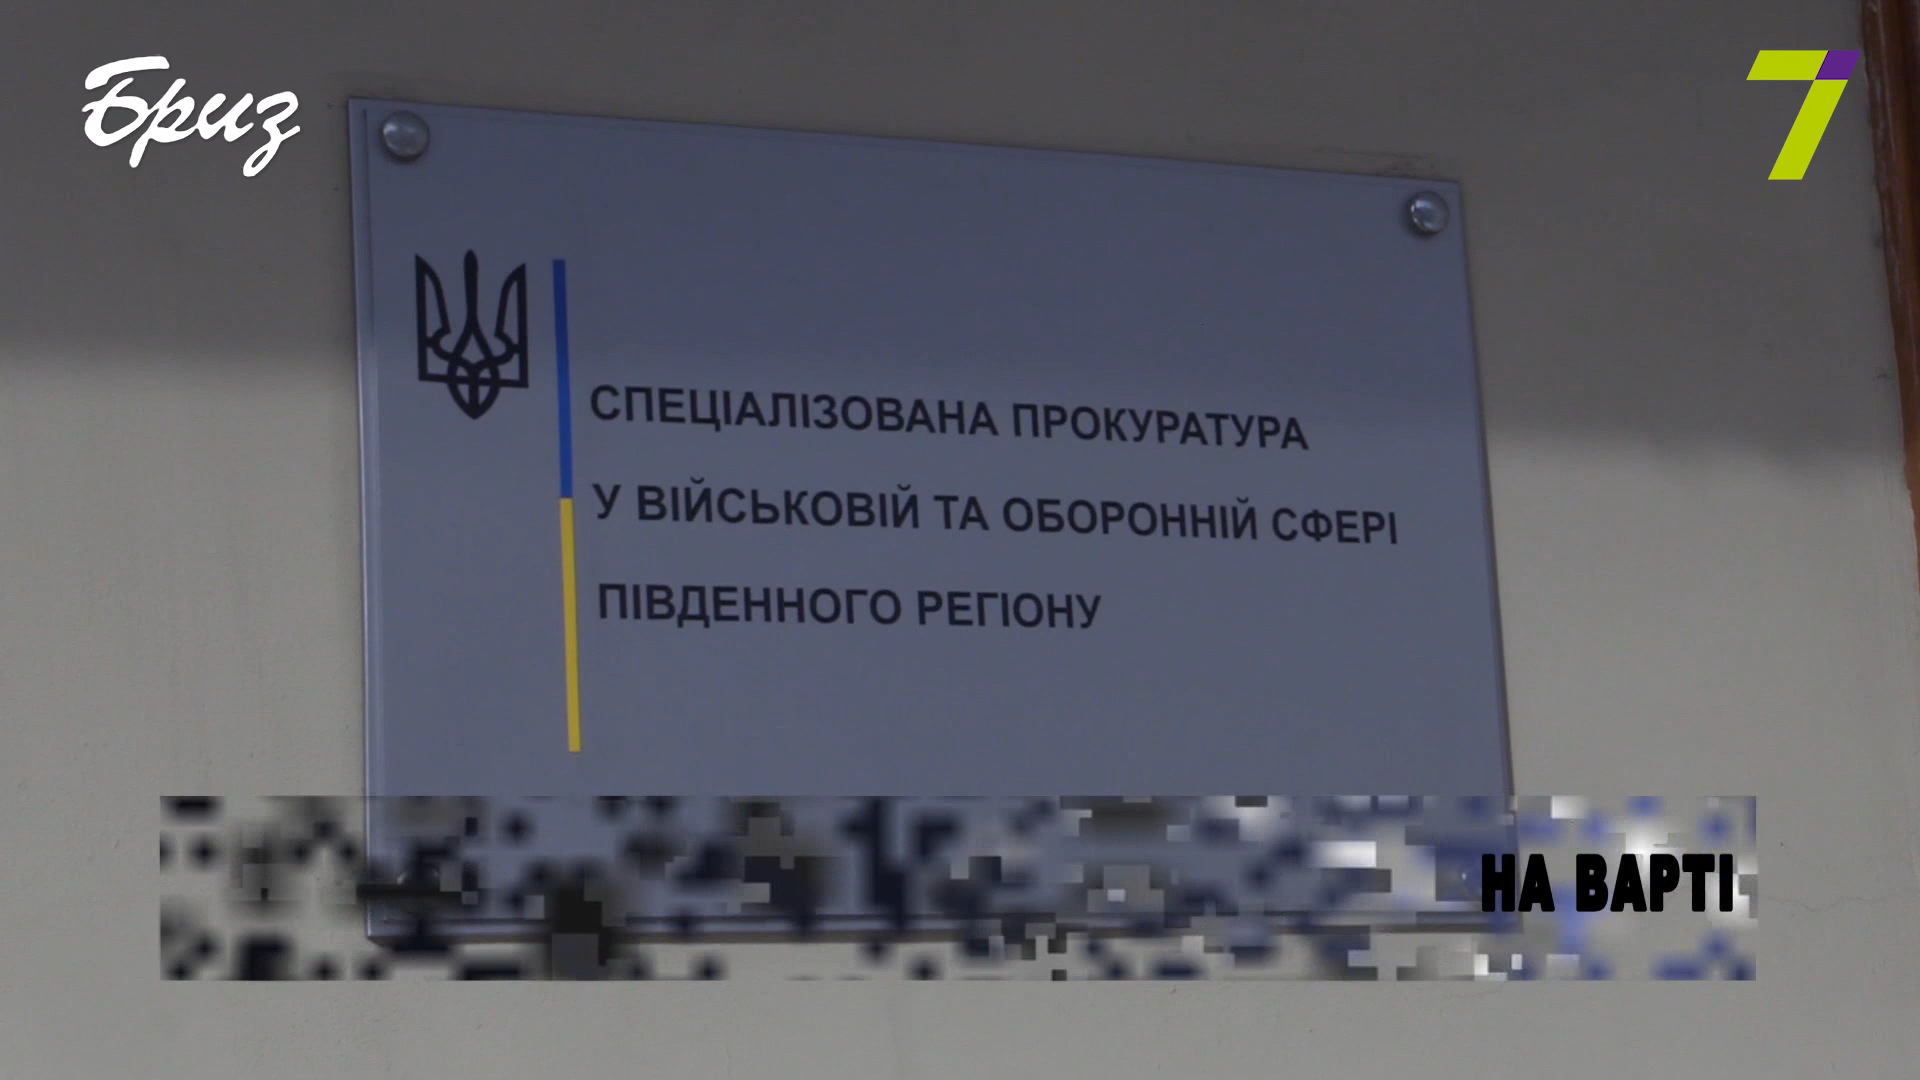 Бриз
7
СПЕЦІАЛІЗОВАНА ПРОКУРАТУРА
У ВІЙСЬКОВІЙ ТА ОБОРОННІЙ СФЕРІ
ПІВДЕННОГО РЕГІОНУ
НА ВАРТІ